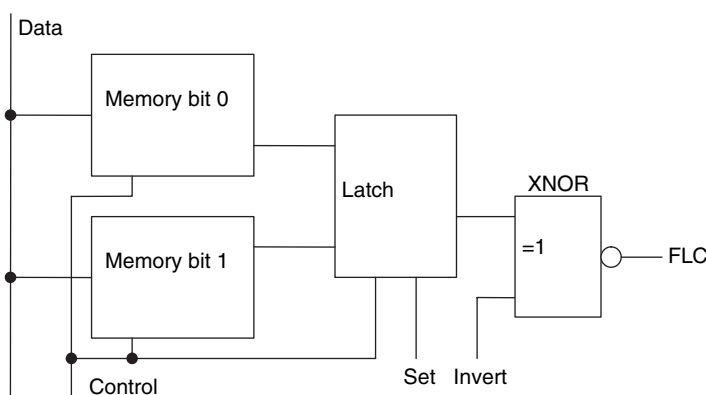 Data
Memory bit 0
XNOR
Latch
=1
FLC
Memory bit 1
Control
Set
Invert